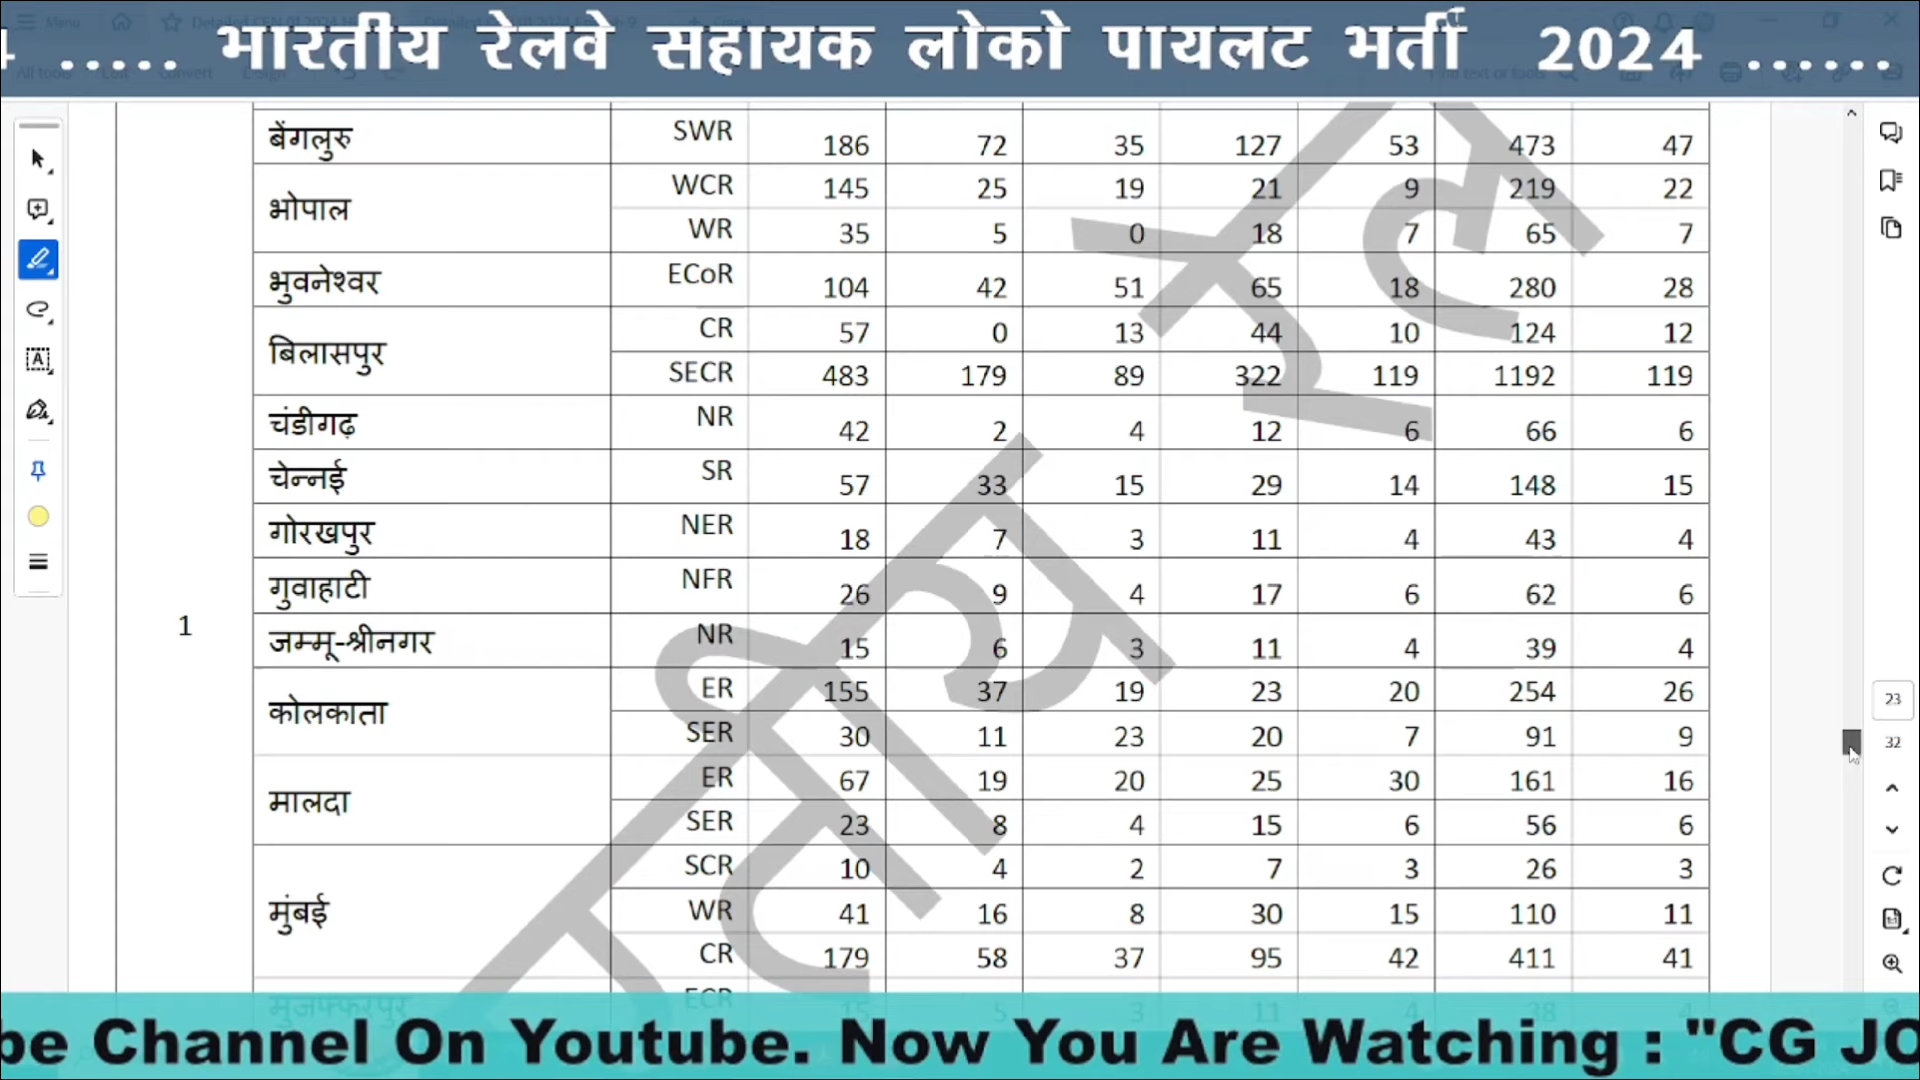 4 ..... भारतीय रेलवे सहायक लोको पायलट भर्ती 2024 ......
बेंगलुरु SWR 186 72 35 127 53 473 47
भोपाल WCR 145 25 19 21 9 219 22
WR 35 5 0 18 7 65 7
भुवनेश्वर ECoR 104 42 51 65 18 280 28
बिलासपुर CR 57 0 13 44 10 124 12
SECR 483 179 89 322 119 1192 119
चंडीगढ़ NR 42 2 4 12 6 66 6
चेन्नई SR 57 33 15 29 14 148 15
गोरखपुर NER 18 7 3 11 4 43 4
गुवाहाटी NFR 26 9 4 17 6 62 6
1
जम्मू-श्रीनगर NR 15 6 3 11 4 39 4
कोलकाता ER 155 37 19 23 20 254 26
SER 30 11 23 20 7 91 9
मालदा ER 67 19 20 25 30 161 16
SER 23 8 4 15 6 56 6
मुंबई SCR 10 4 2 7 3 26 3
WR 41 16 8 30 15 110 11
CR 179 58 37 95 42 411 41
मुजफ्फरपुर ECR 15 5 3 11 4 38 4
23
32
be Channel On Youtube. Now You Are Watching : "CG JO